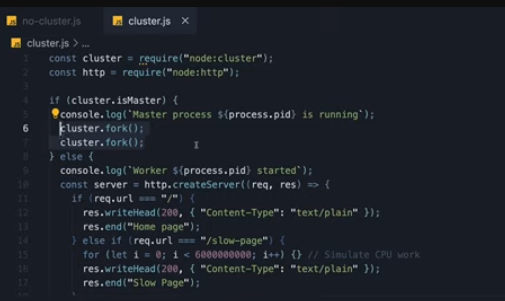 no-cluster.js
cluster.js
cluster.js > ...
1 const cluster = require("node:cluster");
2 const http = require("node:http");
3
4 if (cluster.isMaster) {
5 console.log(`Master process ${process.pid} is running`);
6 cluster.fork();
7 cluster.fork();
8 } else {
9 console.log(`Worker ${process.pid} started`);
10 const server = http.createServer((req, res) => {
11 if (req.url === "/") {
12 res.writeHead(200, { "Content-Type": "text/plain" });
13 res.end("Home page");
14 } else if (req.url === "/slow-page") {
15 for (let i = 0; i < 6000000000; i++) {} // Simulate CPU work
16 res.writeHead(200, { "Content-Type": "text/plain" });
17 res.end("Slow Page");